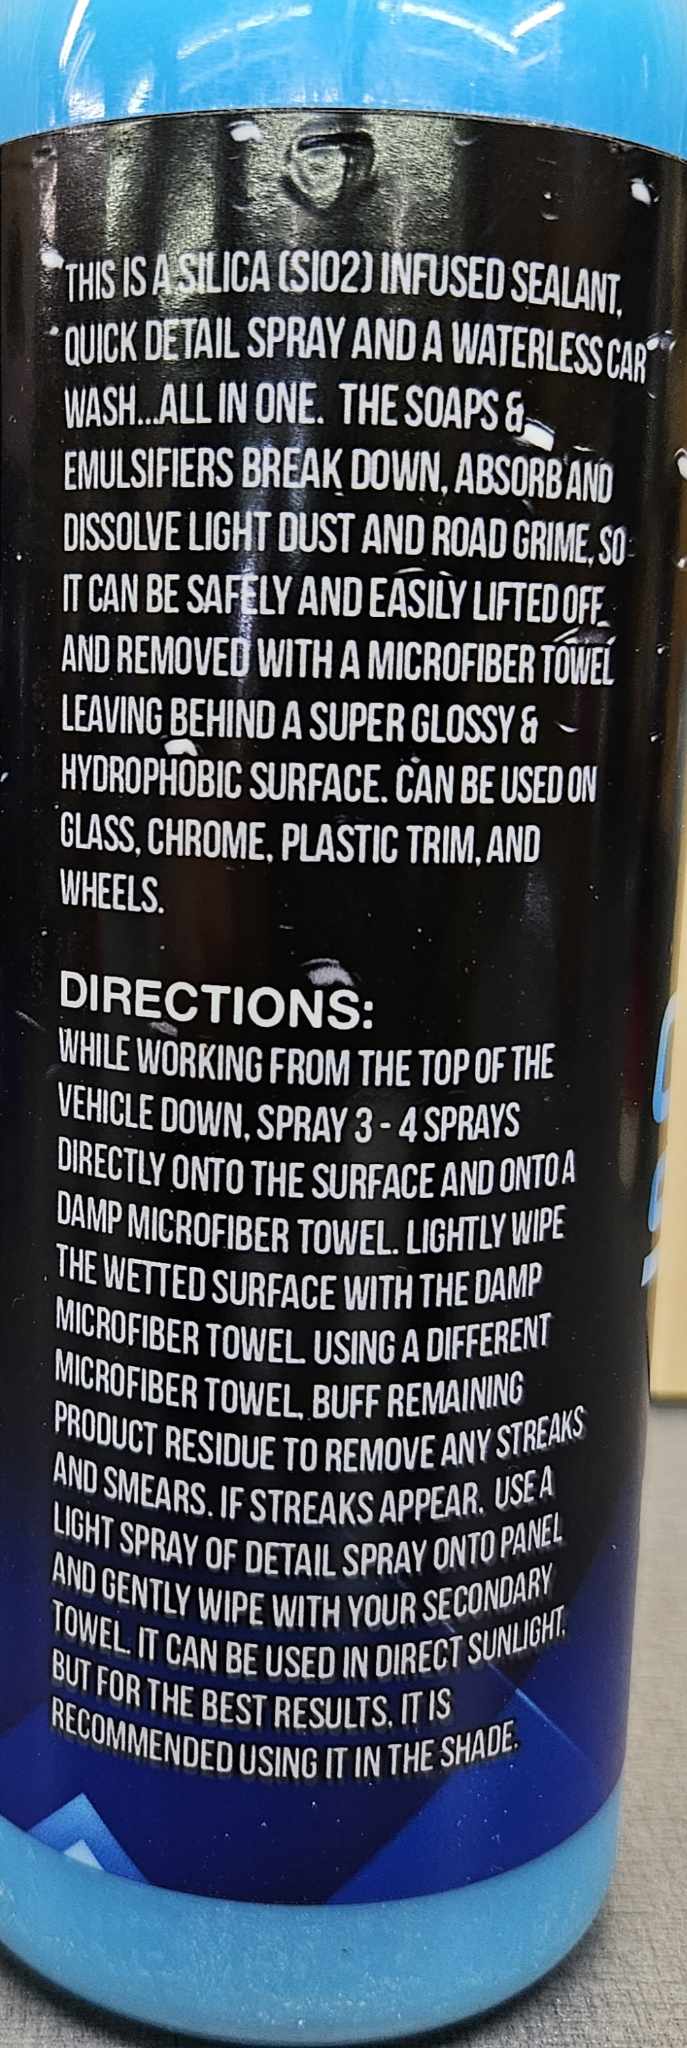 THIS IS A SILICA (SIO2) INFUSED SEALANT,
QUICK DETAIL SPRAY AND A WATERLESS CAR
WASH...ALL IN ONE. THE SOAPS &
EMULSIFIERS BREAK DOWN, ABSORB AND
DISSOLVE LIGHT DUST AND ROAD GRIME, SO
IT CAN BE SAFELY AND EASILY LIFTED OFF
AND REMOVED WITH A MICROFIBER TOWEL
LEAVING BEHIND A SUPER GLOSSY &
HYDROPHOBIC SURFACE. CAN BE USED ON
GLASS, CHROME, PLASTIC TRIM, AND
WHEELS.
DIRECTIONS:
WHILE WORKING FROM THE TOP OF THE
VEHICLE DOWN, SPRAY 3 - 4 SPRAYS
DIRECTLY ONTO THE SURFACE AND ONTO A
DAMP MICROFIBER TOWEL. LIGHTLY WIPE
THE WETTED SURFACE WITH THE DAMP
MICROFIBER TOWEL. USING A DIFFERENT
MICROFIBER TOWEL, BUFF REMAINING
PRODUCT RESIDUE TO REMOVE ANY STREAKS
AND SMEARS. IF STREAKS APPEAR, USE A
LIGHT SPRAY OF DETAIL SPRAY ONTO PANEL
AND GENTLY WIPE WITH YOUR SECONDARY
TOWEL. IT CAN BE USED IN DIRECT SUNLIGHT,
BUT FOR THE BEST RESULTS, IT IS
RECOMMENDED USING IT IN THE SHADE.